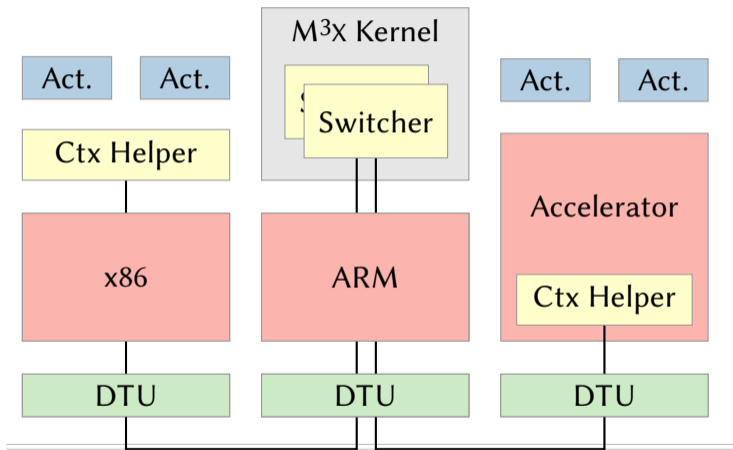 M³X Kernel
Act.
Act.
Act.
Act.
Switcher
Ctx Helper
Accelerator
x86
ARM
Ctx Helper
DTU
DTU
DTU